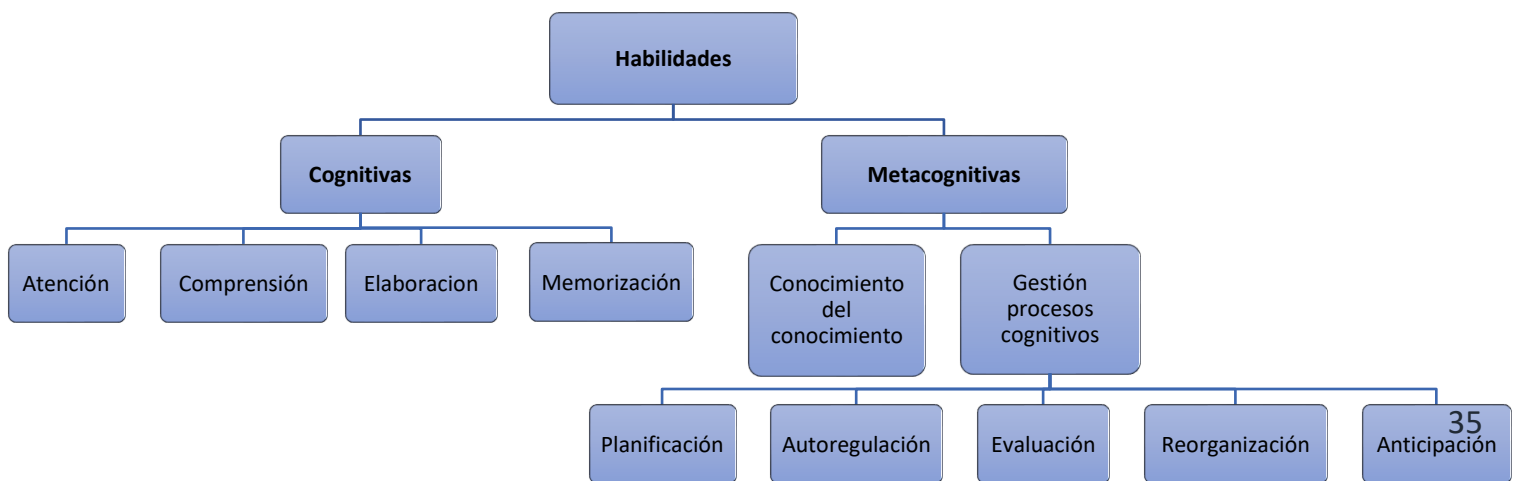 Habilidades
Cognitivas
Metacognitivas
Atención
Comprensión
Elaboracion
Memorización
Conocimiento
del
conocimiento
Gestión
procesos
cognitivos
Planificación
Autoregulación
Evaluación
Reorganización
Anticipación
35